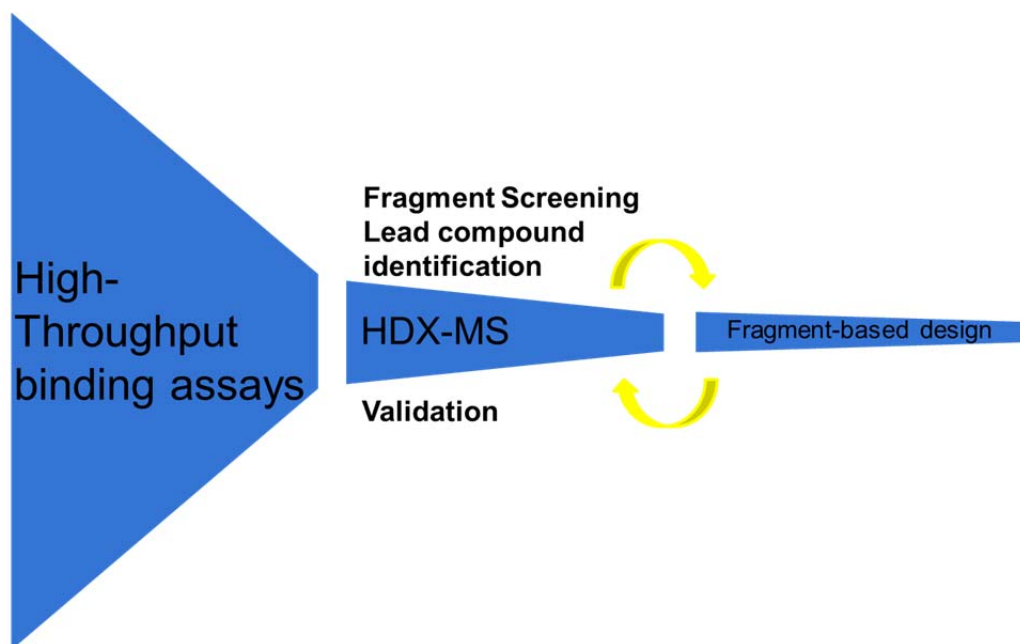 High-
Throughput
binding assays
Fragment Screening
Lead compound
identification
HDX-MS
Validation
Fragment-based design